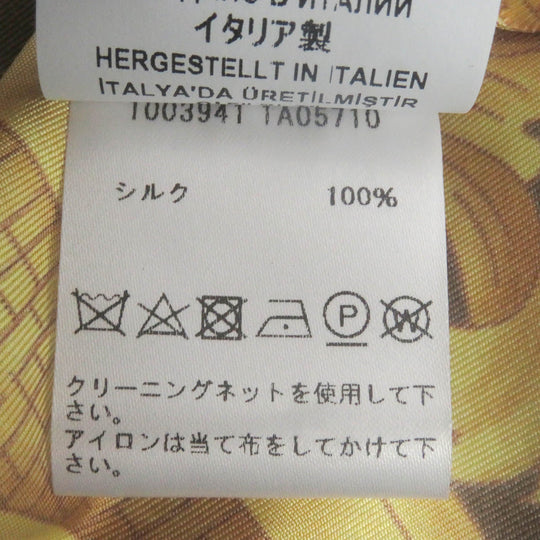 В ИТАЛИИ
イタリア製
HERGESTELLT IN ITALIEN
İTALYA'DA ÜRETİLMİŞTİR
1003941 1A05710
シルク 100%
P W
クリーニングネットを使用して下
さい。
アイロンは当て布をしてかけて下
さい。